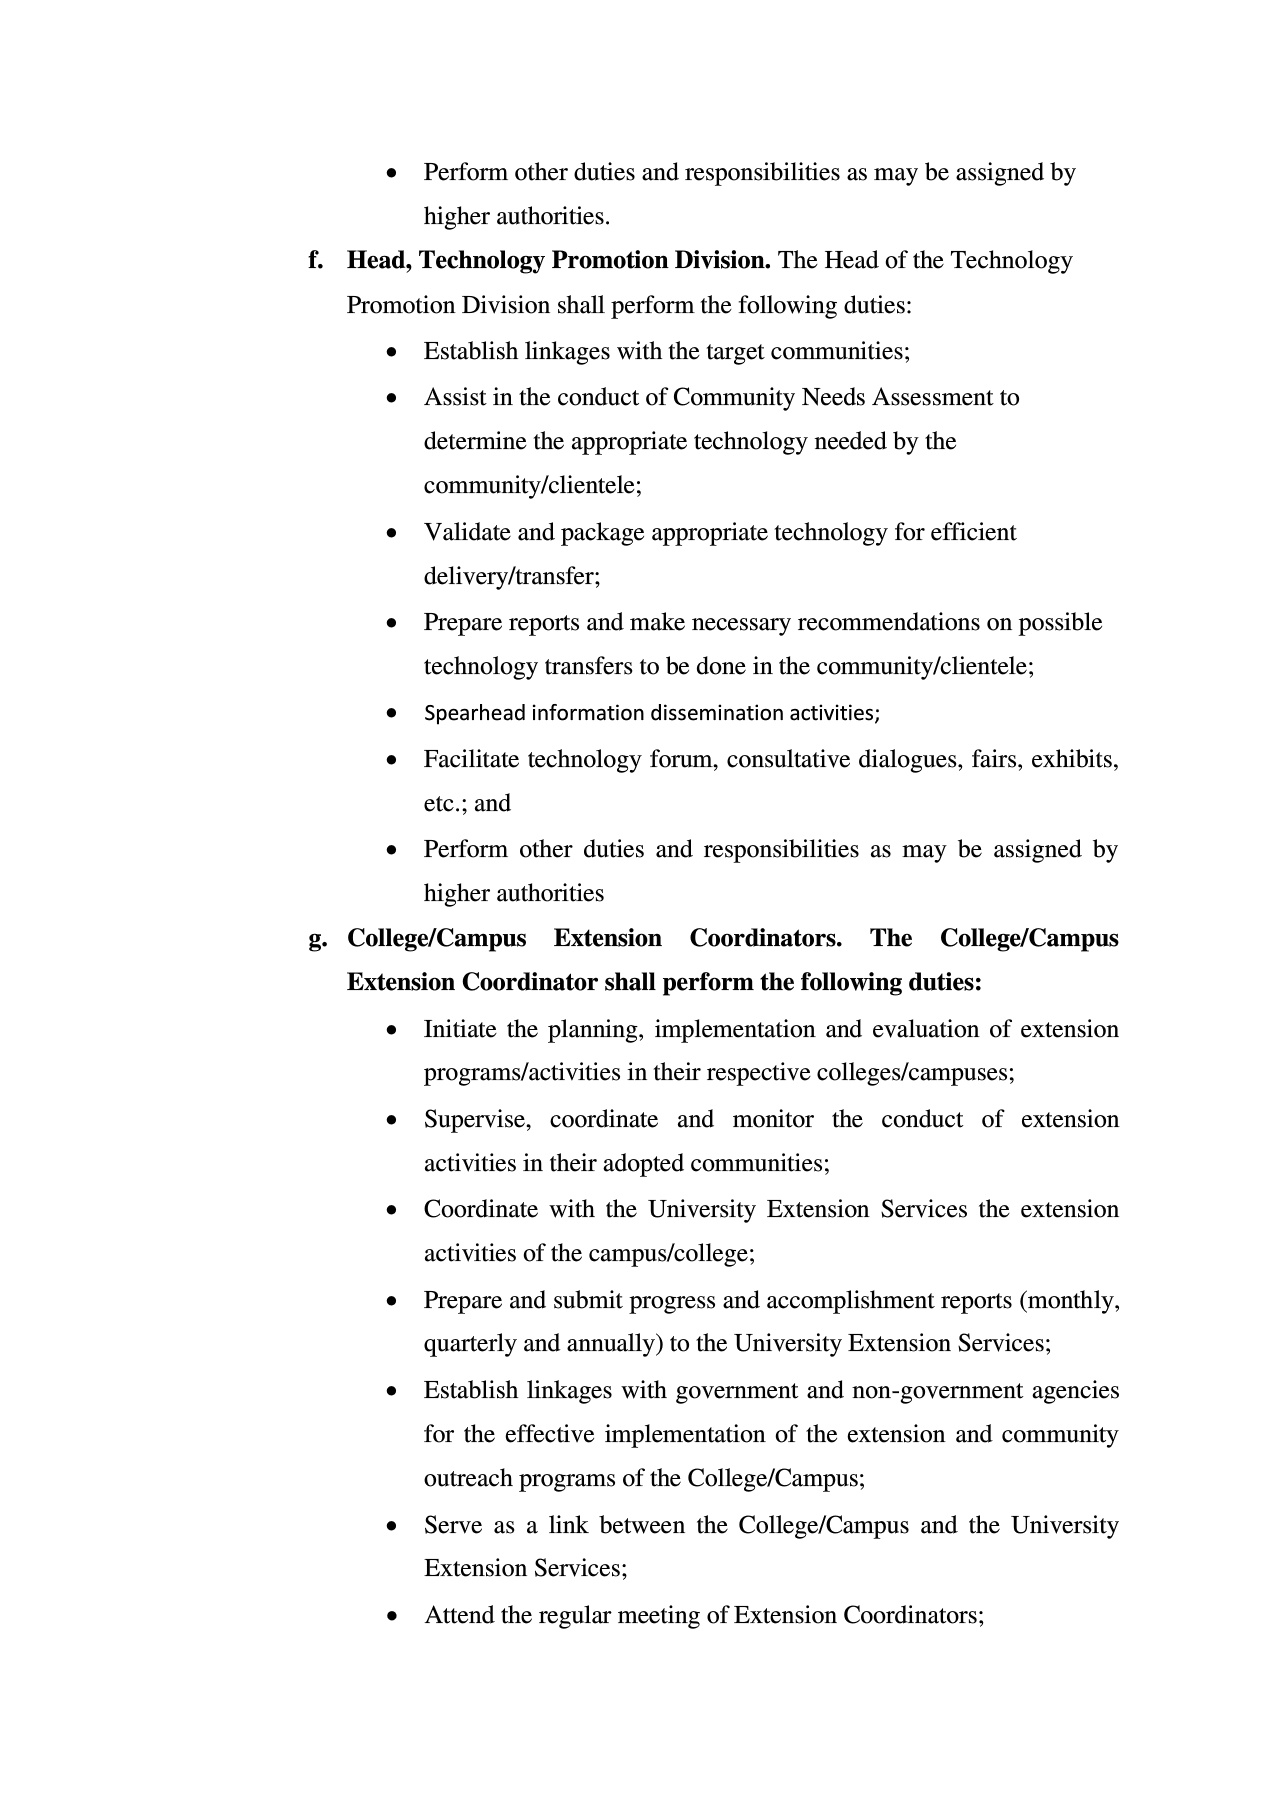 • Perform other duties and responsibilities as may be assigned by
higher authorities.
f. Head, Technology Promotion Division. The Head of the Technology
Promotion Division shall perform the following duties:
• Establish linkages with the target communities;
• Assist in the conduct of Community Needs Assessment to
determine the appropriate technology needed by the
community/clientele;
• Validate and package appropriate technology for efficient
delivery/transfer;
• Prepare reports and make necessary recommendations on possible
technology transfers to be done in the community/clientele;
• Spearhead information dissemination activities;
• Facilitate technology forum, consultative dialogues, fairs, exhibits,
etc.; and
• Perform other duties and responsibilities as may be assigned by
higher authorities
g. College/Campus Extension Coordinators. The College/Campus
Extension Coordinator shall perform the following duties:
• Initiate the planning, implementation and evaluation of extension
programs/activities in their respective colleges/campuses;
• Supervise, coordinate and monitor the conduct of extension
activities in their adopted communities;
• Coordinate with the University Extension Services the extension
activities of the campus/college;
• Prepare and submit progress and accomplishment reports (monthly,
quarterly and annually) to the University Extension Services;
• Establish linkages with government and non-government agencies
for the effective implementation of the extension and community
outreach programs of the College/Campus;
• Serve as a link between the College/Campus and the University
Extension Services;
• Attend the regular meeting of Extension Coordinators;